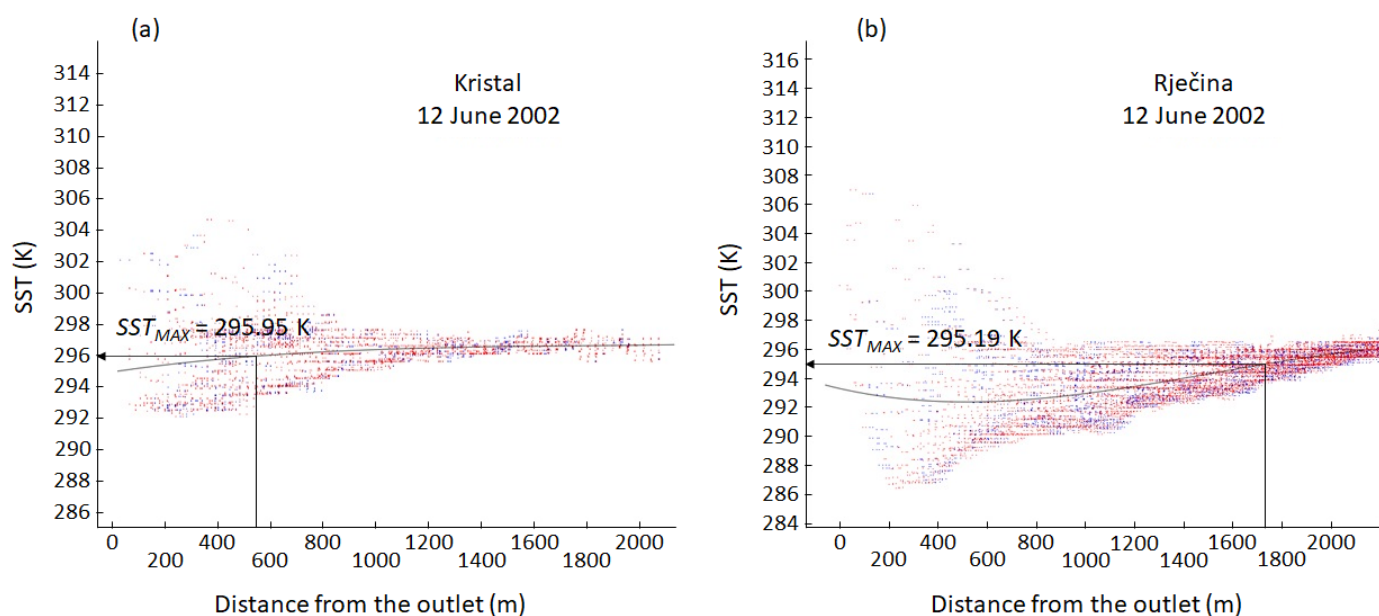 (a)
Kristal
12 June 2002
SST (K)
314
312
310
308
306
304
302
300
298
296
294
292
290
288
286
SST_MAX = 295.95 K
0 400 800 1200 1600 2000
200 600 1000 1400 1800
Distance from the outlet (m)
(b)
Rječina
12 June 2002
SST (K)
316
314
312
310
308
306
304
302
300
298
296
294
292
290
288
286
284
SST_MAX = 295.19 K
0 400 800 1200 1600 2000
200 600 1000 1400 1800
Distance from the outlet (m)